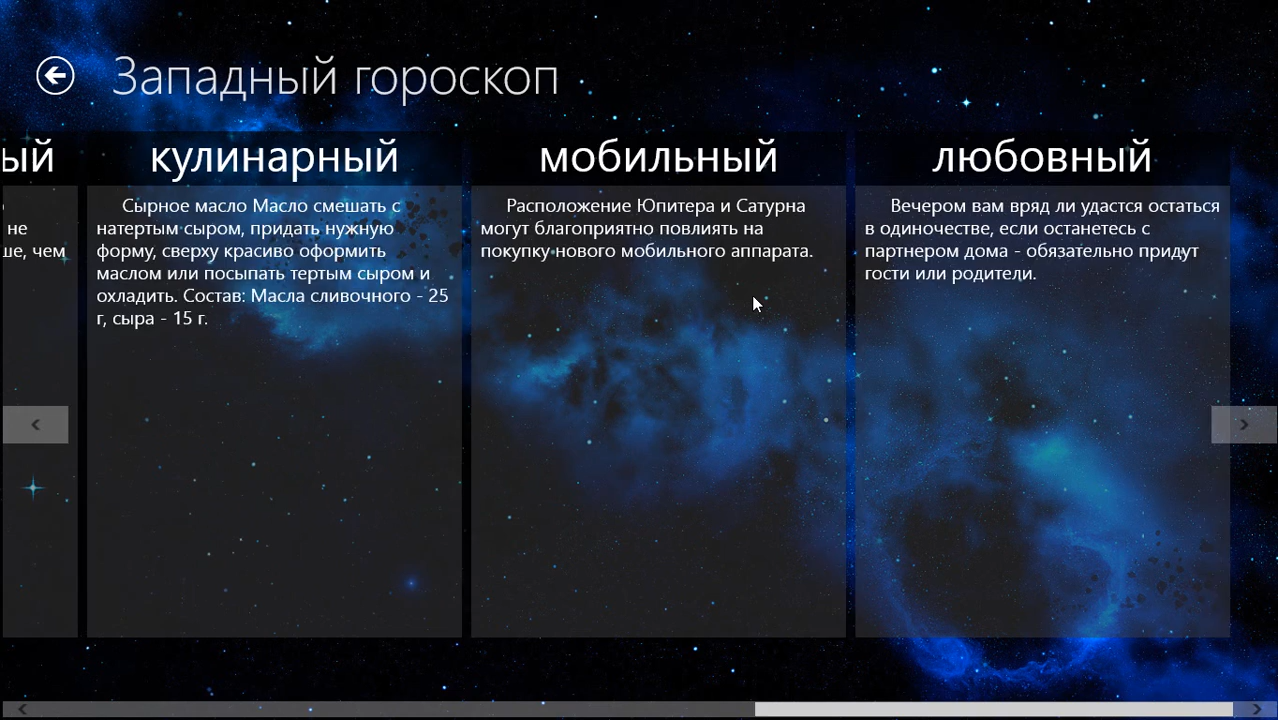 Западный гороскоп
ый
не
ше, чем
кулинарный
Сырное масло Масло смешать с
натертым сыром, придать нужную
форму, сверху красиво оформить
маслом или посыпать тертым сыром и
охладить. Состав: Масла сливочного - 25
г, сыра - 15 г.
мобильный
Расположение Юпитера и Сатурна
могут благоприятно повлиять на
покупку нового мобильного аппарата.
любовный
Вечером вам вряд ли удастся остаться
в одиночестве, если останетесь с
партнером дома - обязательно придут
гости или родители.